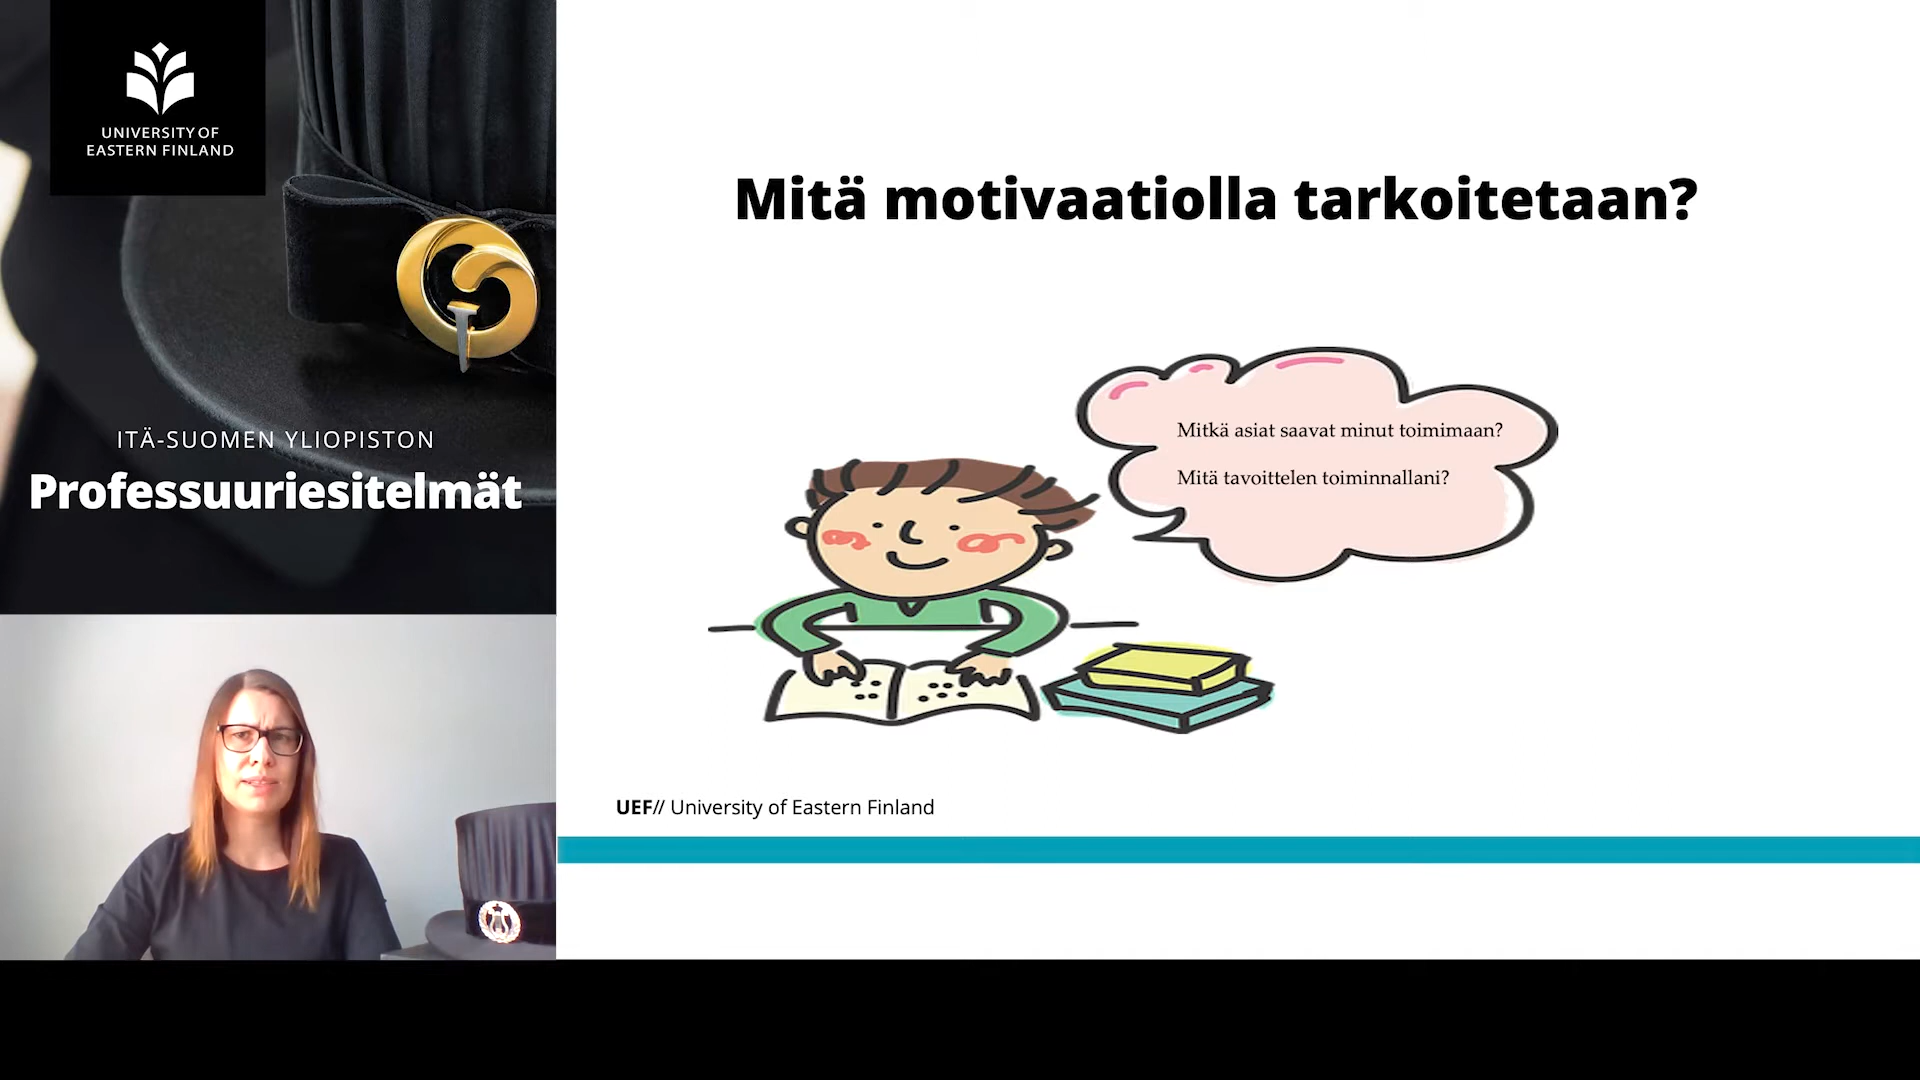 UNIVERSITY OF
EASTERN FINLAND
ITÄ-SUOMEN YLIOPISTON
Professuuriesitelmät
Mitä motivaatiolla tarkoitetaan?
Mitkä asiat saavat minut toimimaan?
Mitä tavoittelen toiminnallani?
UEF// University of Eastern Finland